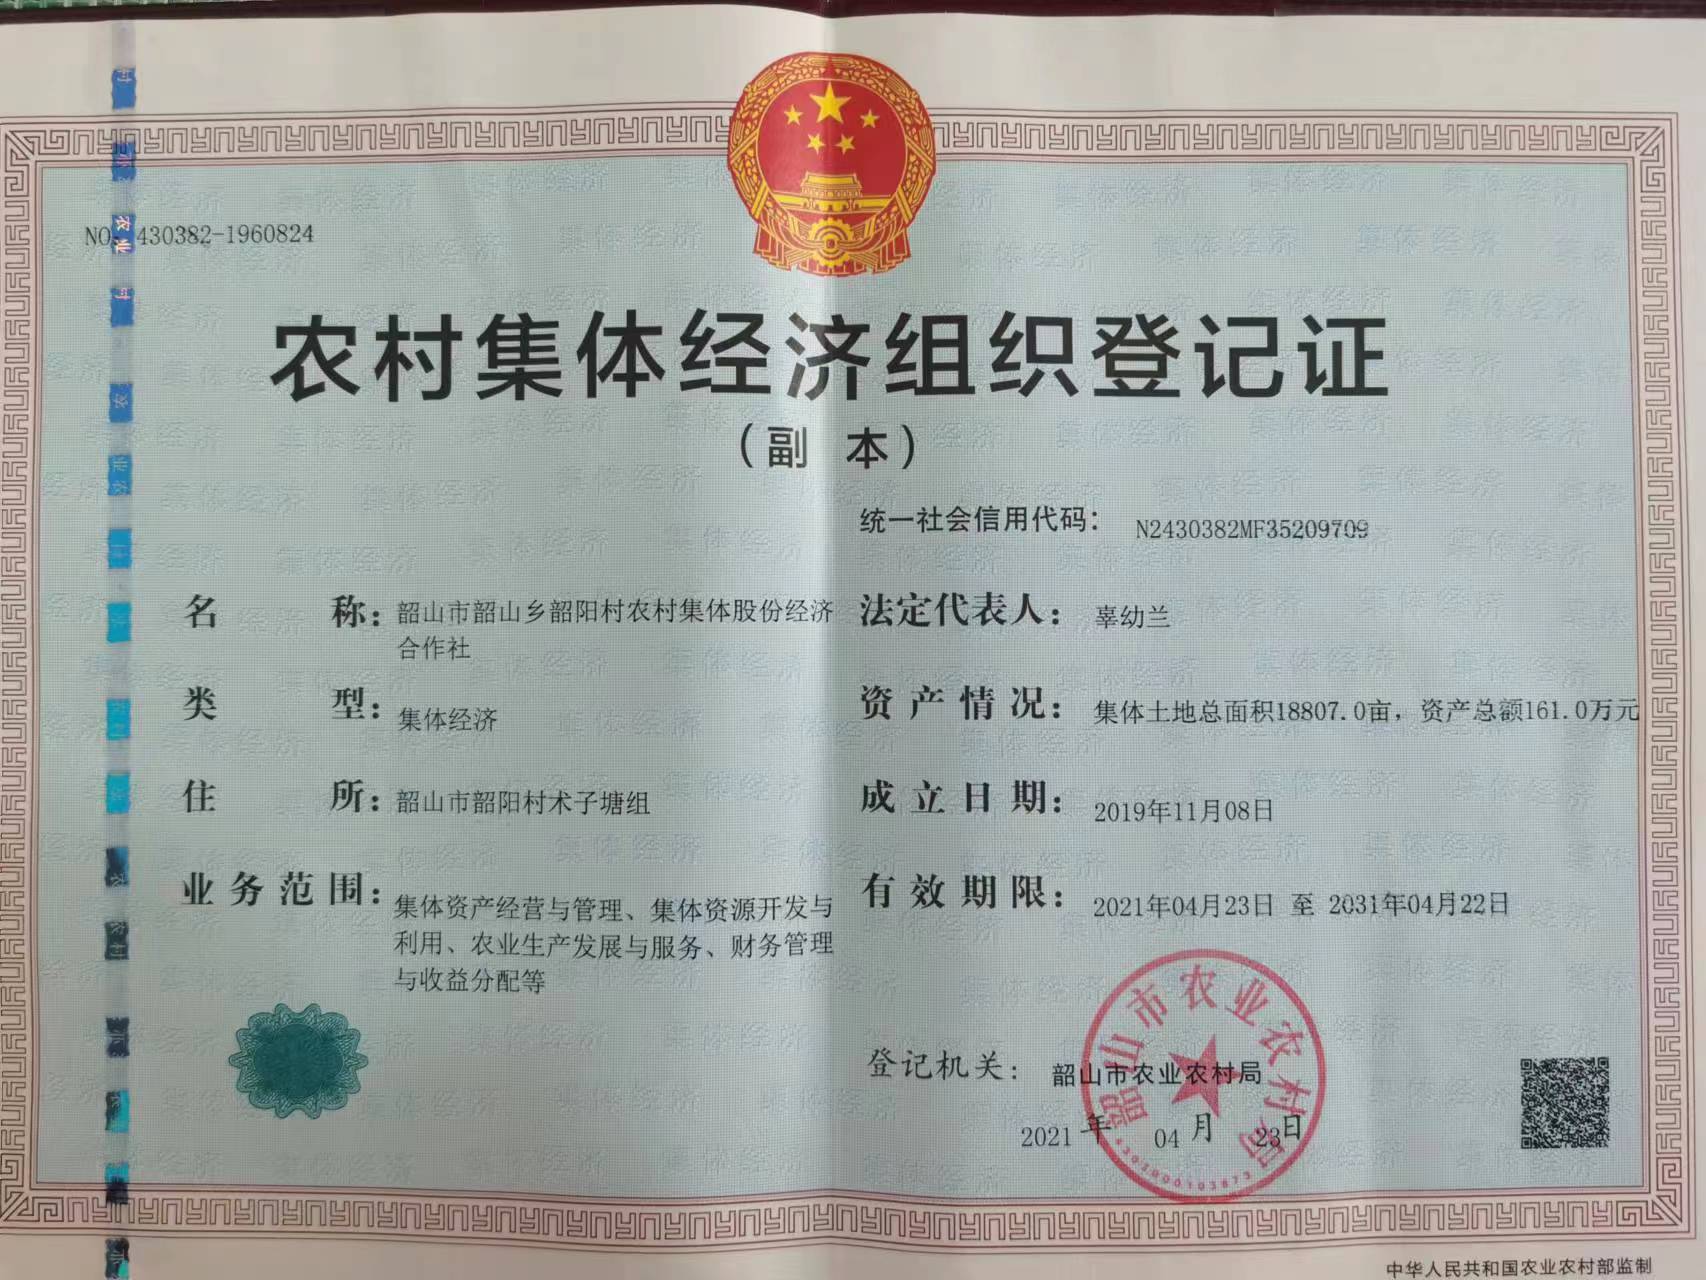 NO：430382-1960824
农村集体经济组织登记证
（副 本）
统一社会信用代码：N2430382MF35209709
名 称：韶山市韶山乡韶阳村农村集体股份经济
合作社
法定代表人：辜幼兰
类 型：集体经济
资产情况：集体土地总面积18807.0亩，资产总额161.0万元
住 所：韶山市韶阳村术子塘组
成立日期：2019年11月08日
业务范围：集体资产经营与管理、集体资源开发与
利用、农业生产发展与服务、财务管理
与收益分配等
有效期限：2021年04月23日 至 2031年04月22日
登记机关：韶山市农业农村局
2021年 04月 23日
韶山市农业农村局
中华人民共和国农业农村部监制